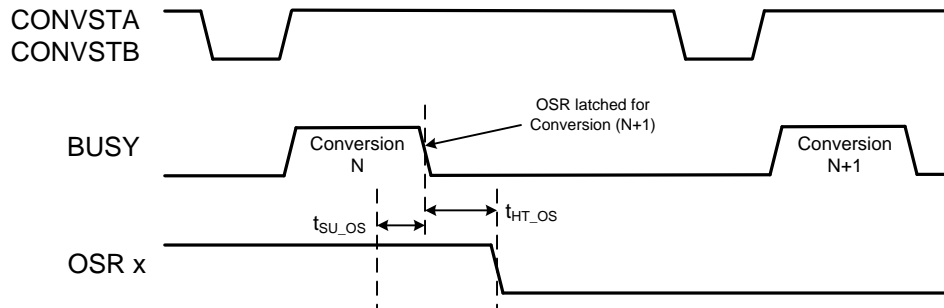 CONVSTA
CONVSTB
OSR latched for
Conversion (N+1)
BUSY
Conversion
N
Conversion
N+1
tSU_OS
tHT_OS
OSR x